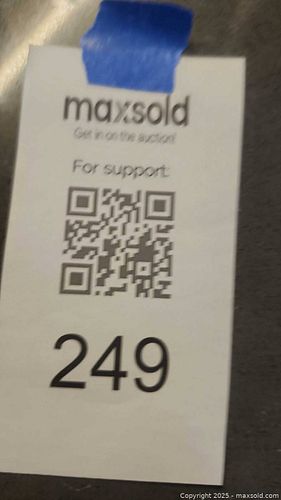 maxsold
Get in on the auction!
For support:
249
Copyright 2025 - maxsold.com